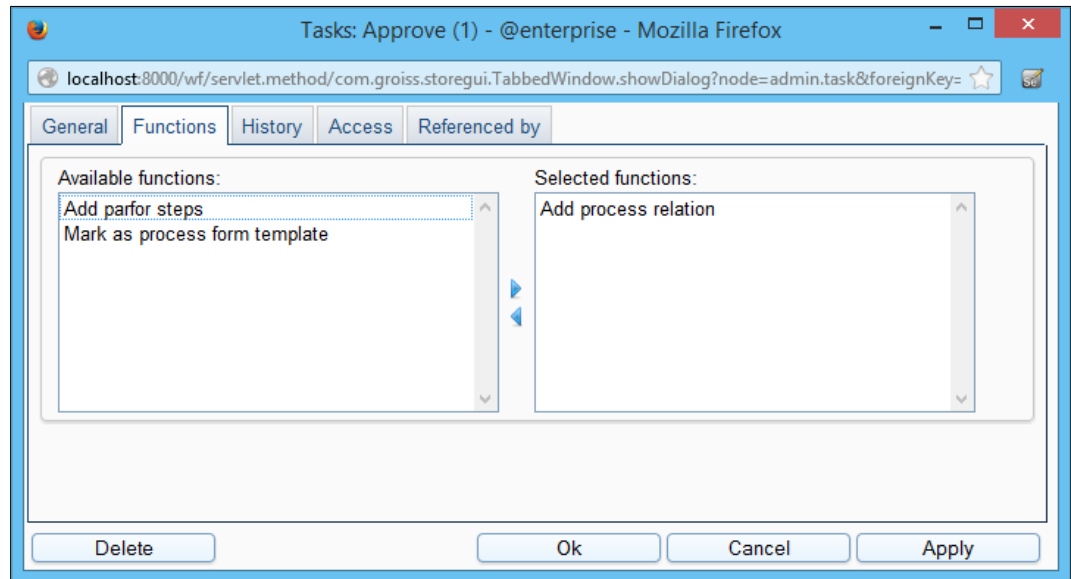 Tasks: Approve (1) - @enterprise - Mozilla Firefox
localhost:8000/wf/servlet.method/com.groiss.storegui.TabbedWindow.showDialog?node=admin.task&foreignKey=
General Functions History Access Referenced by
Available functions: Selected functions:
Add parfor steps Add process relation
Mark as process form template
Delete Ok Cancel Apply